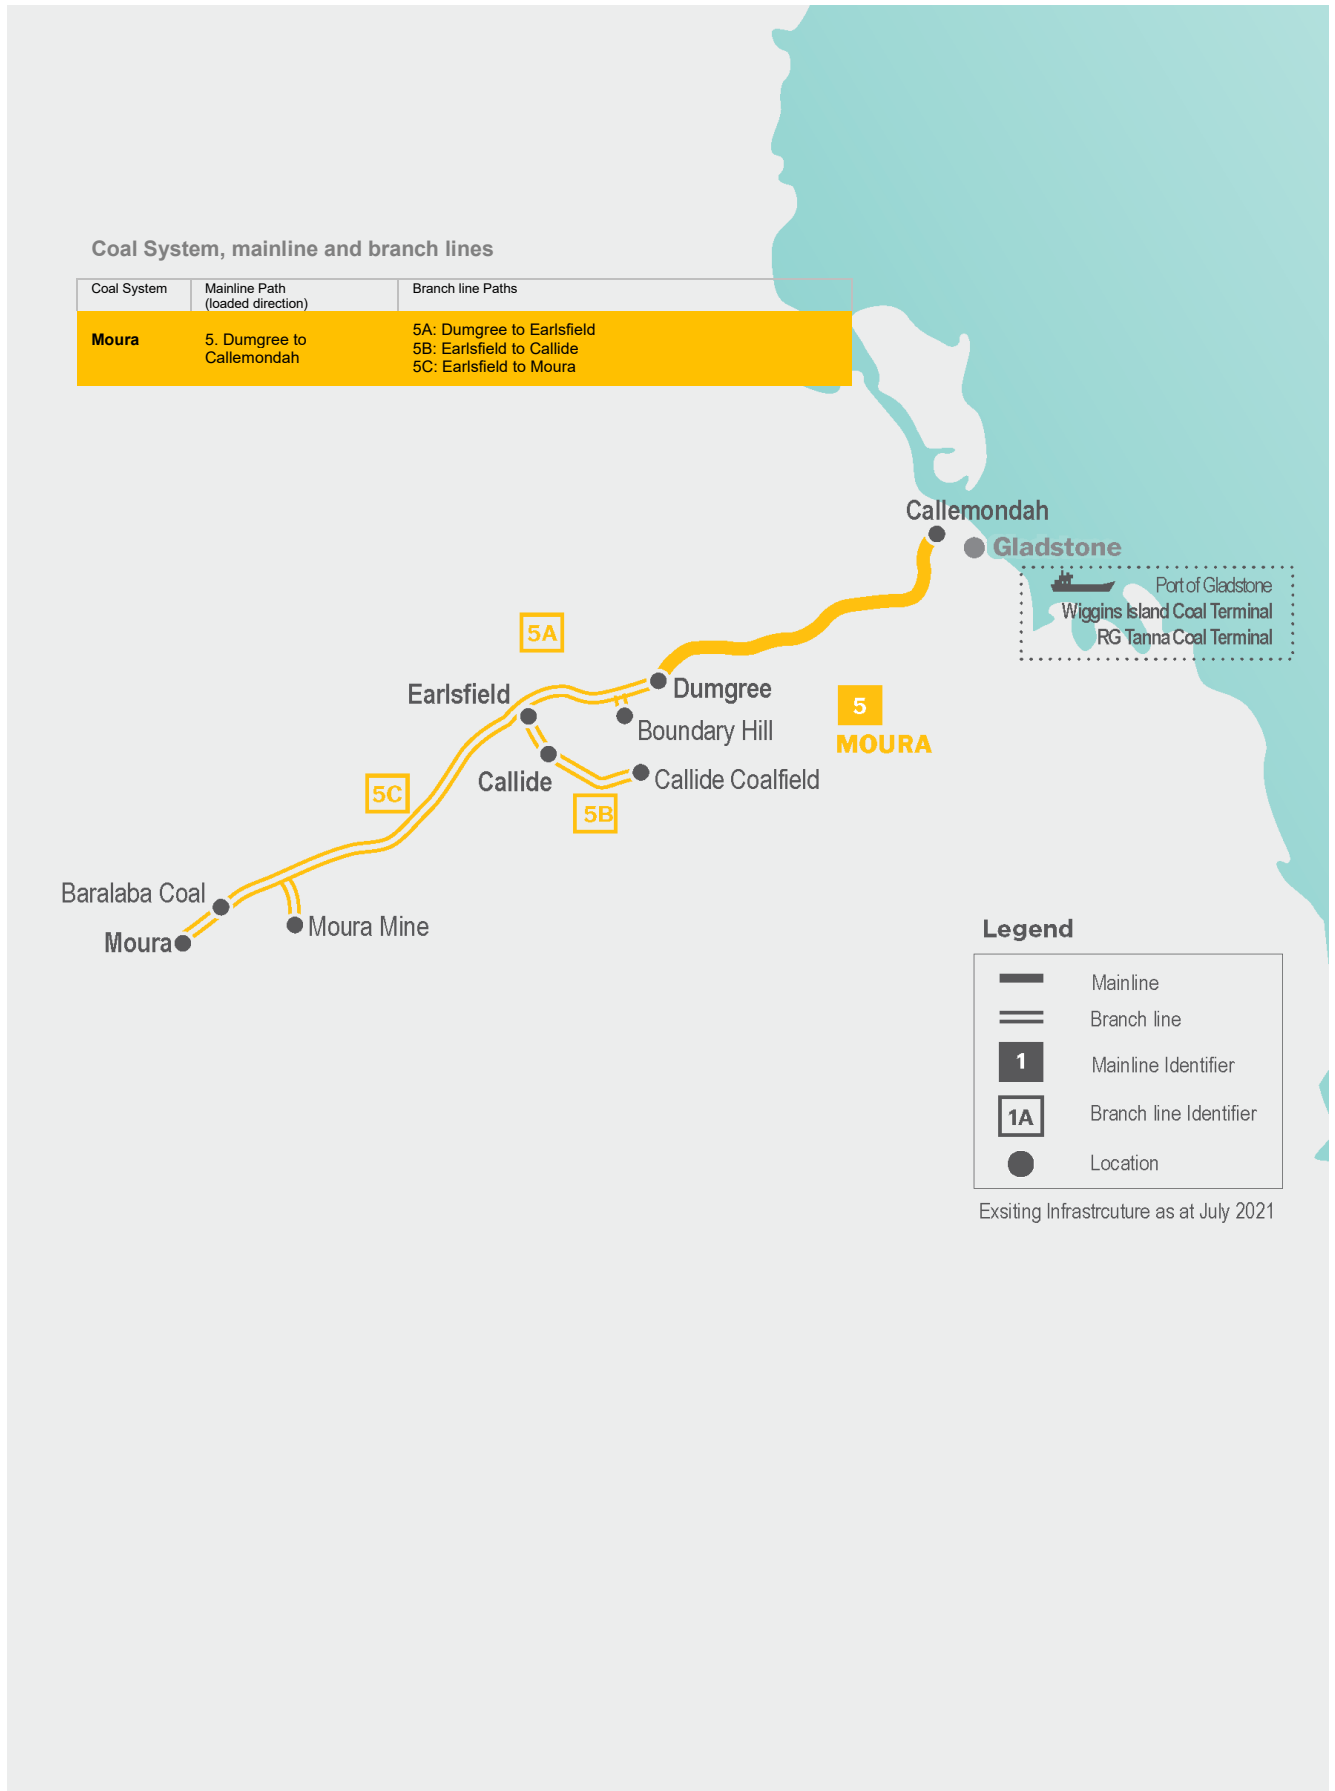 Coal System, mainline and branch lines
Coal System
Mainline Path
(loaded direction)
Branch line Paths
Moura
5. Dumgree to
Callemondah
5A: Dumgree to Earlsfield
5B: Earlsfield to Callide
5C: Earlsfield to Moura
Callemondah
Gladstone
Port of Gladstone
Wiggins Island Coal Terminal
RG Tanna Coal Terminal
5A
Earlsfield
Dumgree
5
MOURA
Boundary Hill
Callide
Callide Coalfield
5C
5B
Baralaba Coal
Moura Mine
Moura
Legend
Mainline
Branch line
1
Mainline Identifier
1A
Branch line Identifier
Location
Exsiting Infrastrcuture as at July 2021